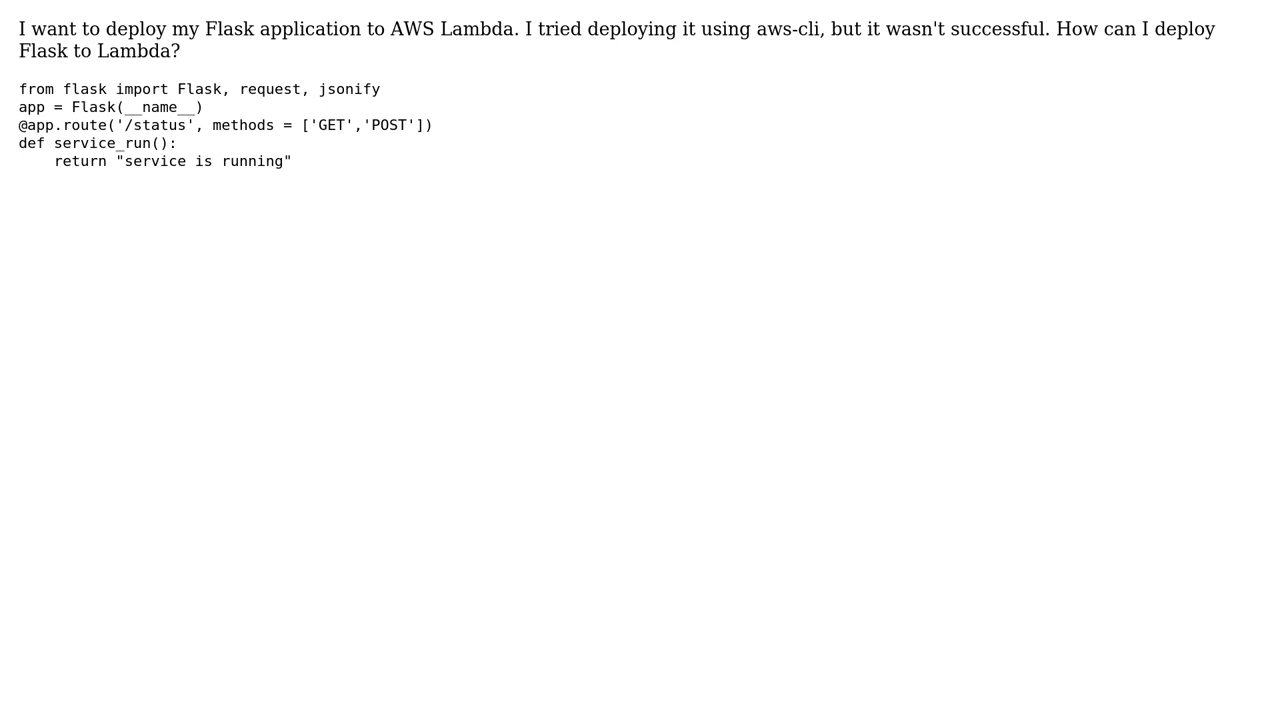 I want to deploy my Flask application to AWS Lambda. I tried deploying it using aws-cli, but it wasn't successful. How can I deploy
Flask to Lambda?
from flask import Flask, request, jsonify
app = Flask(__name__)
@app.route('/status', methods = ['GET','POST'])
def service_run():
    return "service is running"